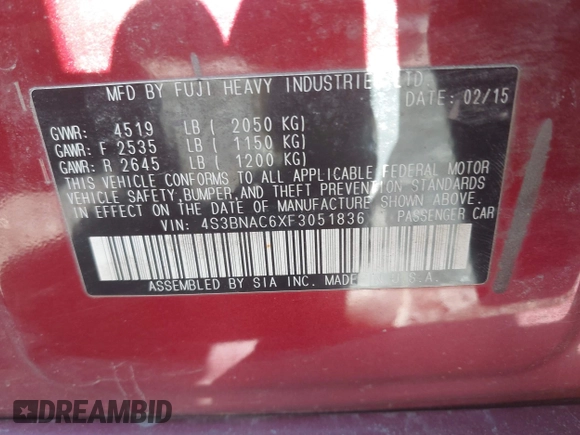 MFD BY FUJI HEAVY INDUSTRIES LTD.
DATE: 02/15
GVWR: 4519 LB ( 2050 KG)
GAWR: F 2535 LB ( 1150 KG)
GAWR: R 2645 LB ( 1200 KG)
THIS VEHICLE CONFORMS TO ALL APPLICABLE FEDERAL MOTOR
VEHICLE SAFETY, BUMPER, AND THEFT PREVENTION STANDARDS
IN EFFECT ON THE DATE OF MANUFACTURE SHOWN ABOVE.
VIN: 4S3BNAC6XF3051836 PASSENGER CAR
ASSEMBLED BY SIA INC. U.S.A.
DREAMBID